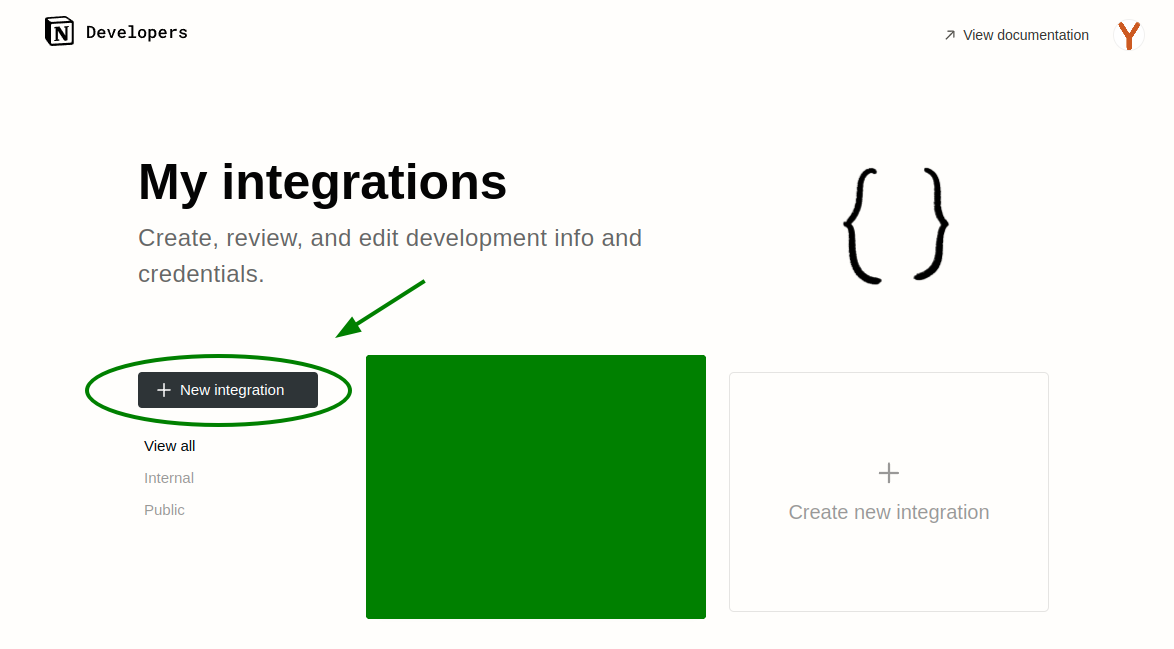 N Developers
View documentation
Y
My integrations
Create, review, and edit development info and
credentials.
{ }
+ New integration
View all
Internal
Public
+
Create new integration